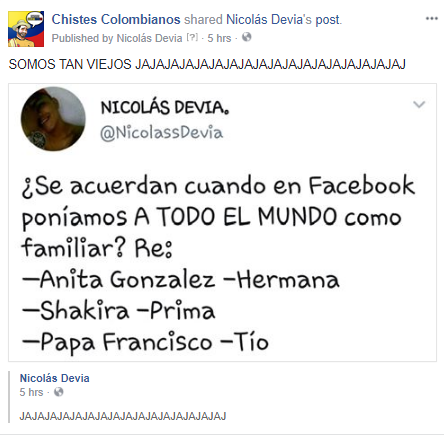 Chistes Colombianos shared Nicolás Devia's post.
Published by Nicolás Devia [?] · 5 hrs ·
SOMOS TAN VIEJOS JAJAJAJAJAJAJAJAJAJAJAJAJAJAJAJAJAJAJ
NICOLÁS DEVIA.
@NicolassDevia
¿Se acuerdan cuando en Facebook
poníamos A TODO EL MUNDO como
familiar? Re:
—Anita Gonzalez —Hermana
—Shakira —Prima
—Papa Francisco —Tío
Nicolás Devia
5 hrs ·
JAJAJAJAJAJAJAJAJAJAJAJAJAJAJAJAJAJ